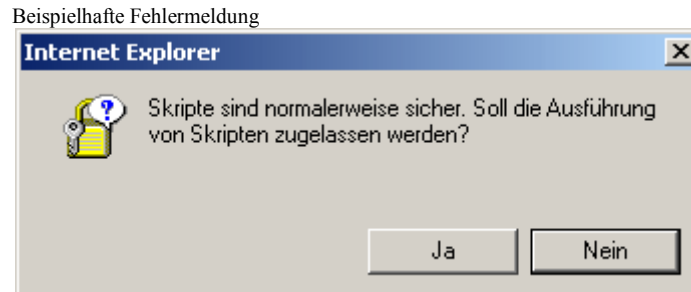 Beispielhafte Fehlermeldung
Internet Explorer
Skripte sind normalerweise sicher. Soll die Ausführung
von Skripten zugelassen werden?
Ja
Nein